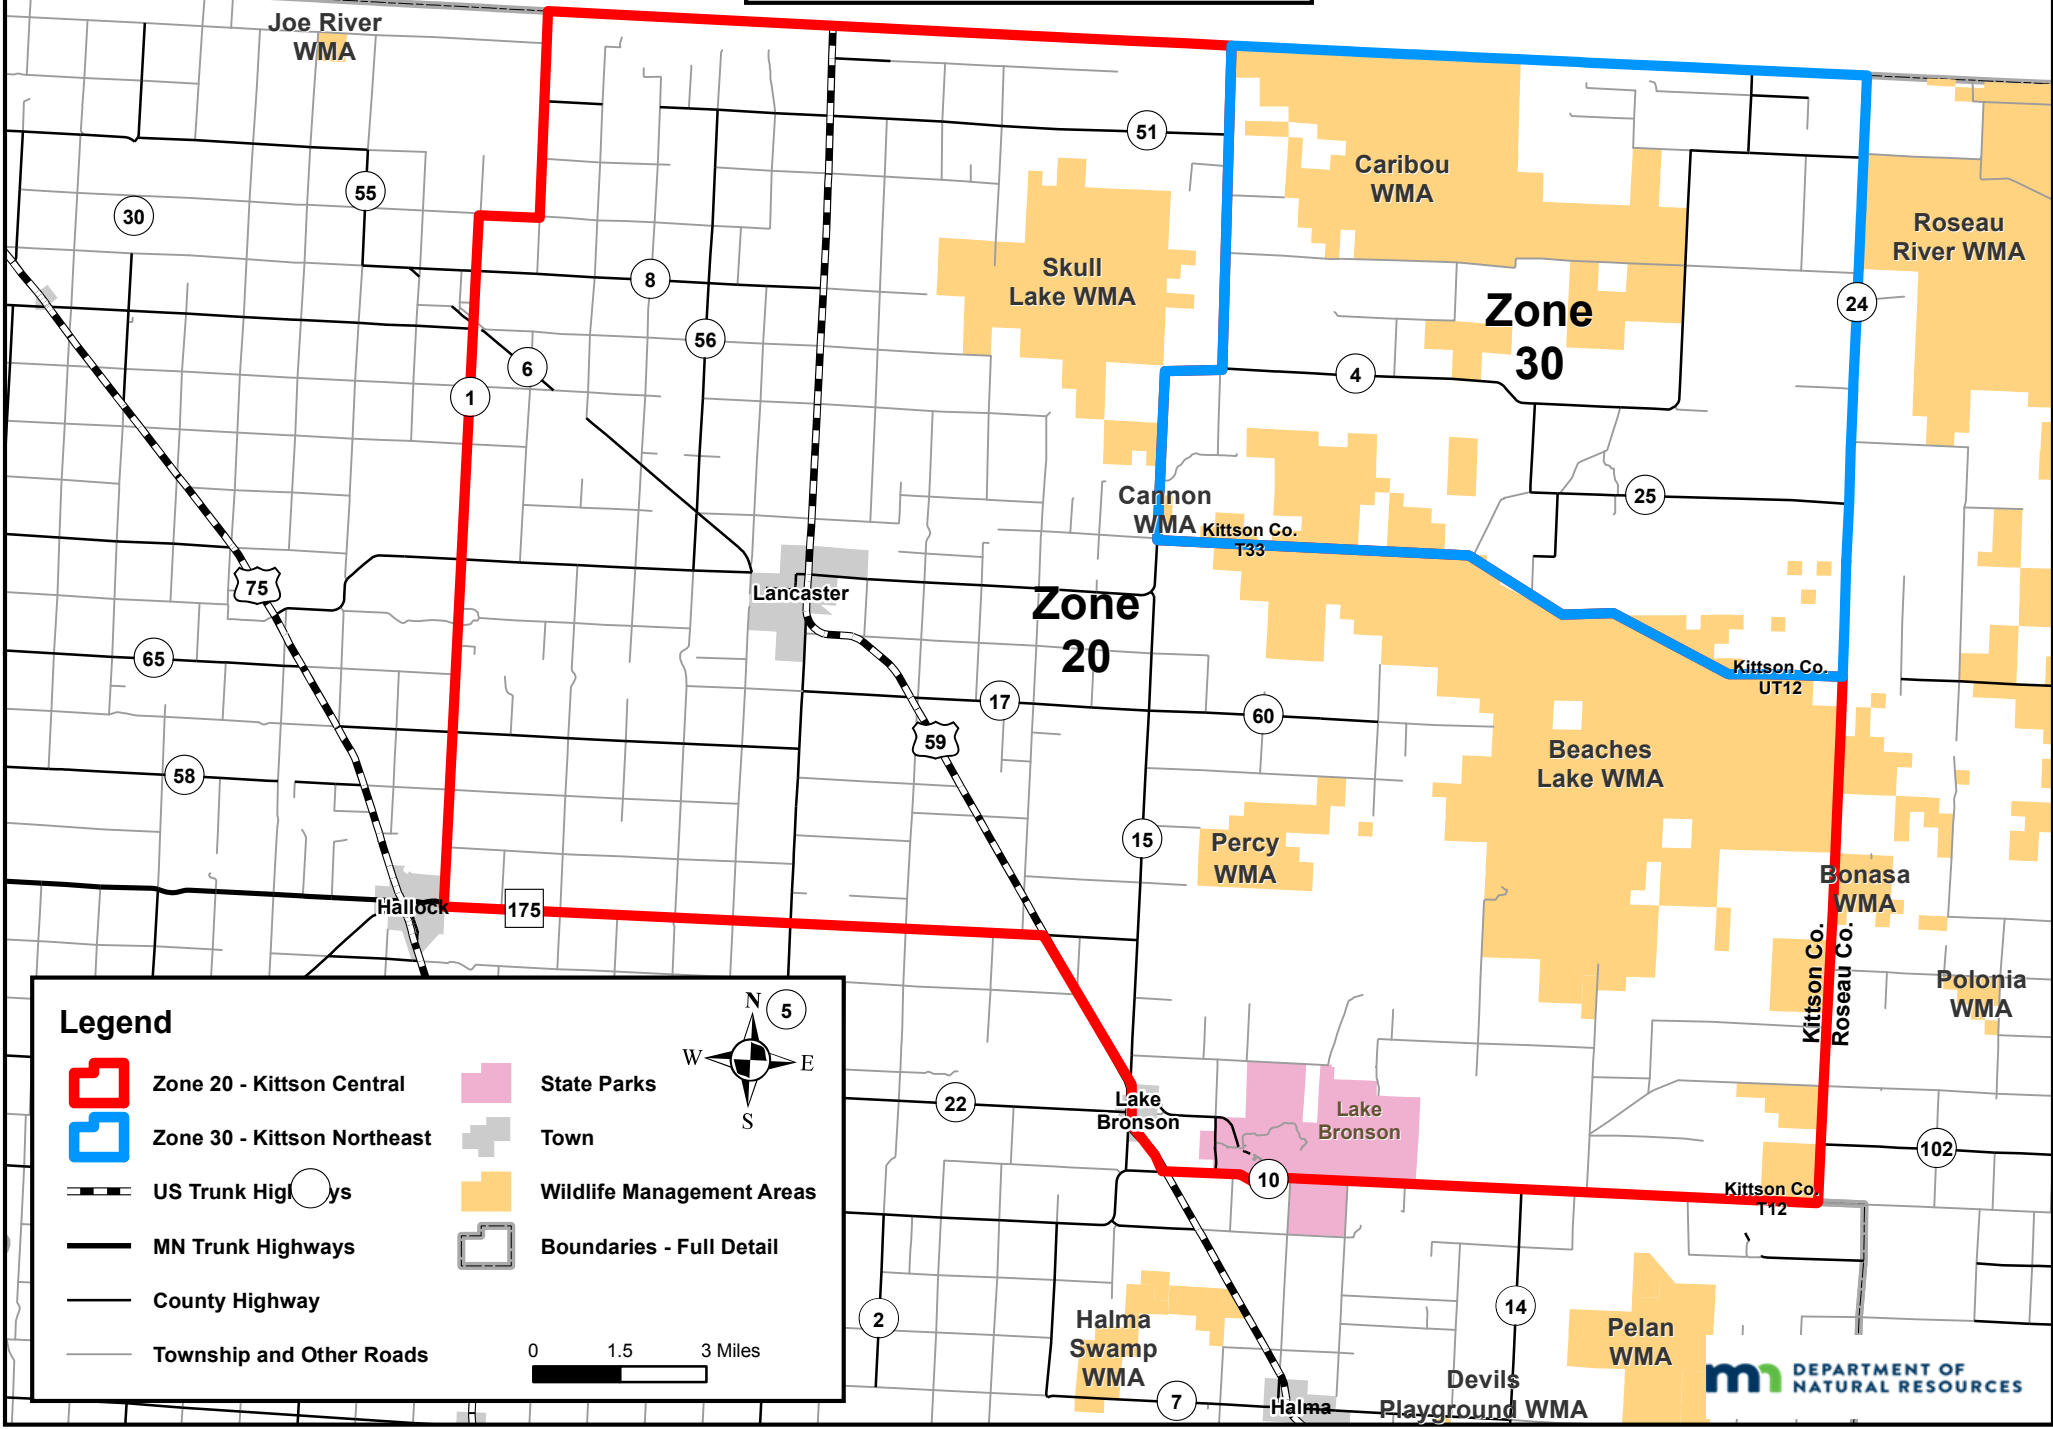 Joe River
WMA
51
Caribou
WMA
55
30
Roseau
River WMA
Skull
Lake WMA
8
24
Zone
30
56
6
4
1
Cannon
WMA
25
Kittson Co.
T33
75
Lancaster
Zone
20
65
Kittson Co.
UT12
17
60
59
Beaches
Lake WMA
58
15
Percy
WMA
Bonasa
WMA
Hallock
175
Kittson Co.
Roseau Co.
Polonia
WMA
Legend
N
W
E
S
5
Zone 20 - Kittson Central
State Parks
Zone 30 - Kittson Northeast
Town
US Trunk Hig ys
Wildlife Management Areas
MN Trunk Highways
Boundaries - Full Detail
County Highway
Township and Other Roads
0 1.5 3 Miles
22
Lake
Bronson
Lake
Bronson
102
10
Kittson Co.
T12
2
14
Halma
Swamp
WMA
Pelan
WMA
7
Halma
Devils
Playground WMA
mn DEPARTMENT OF
NATURAL RESOURCES